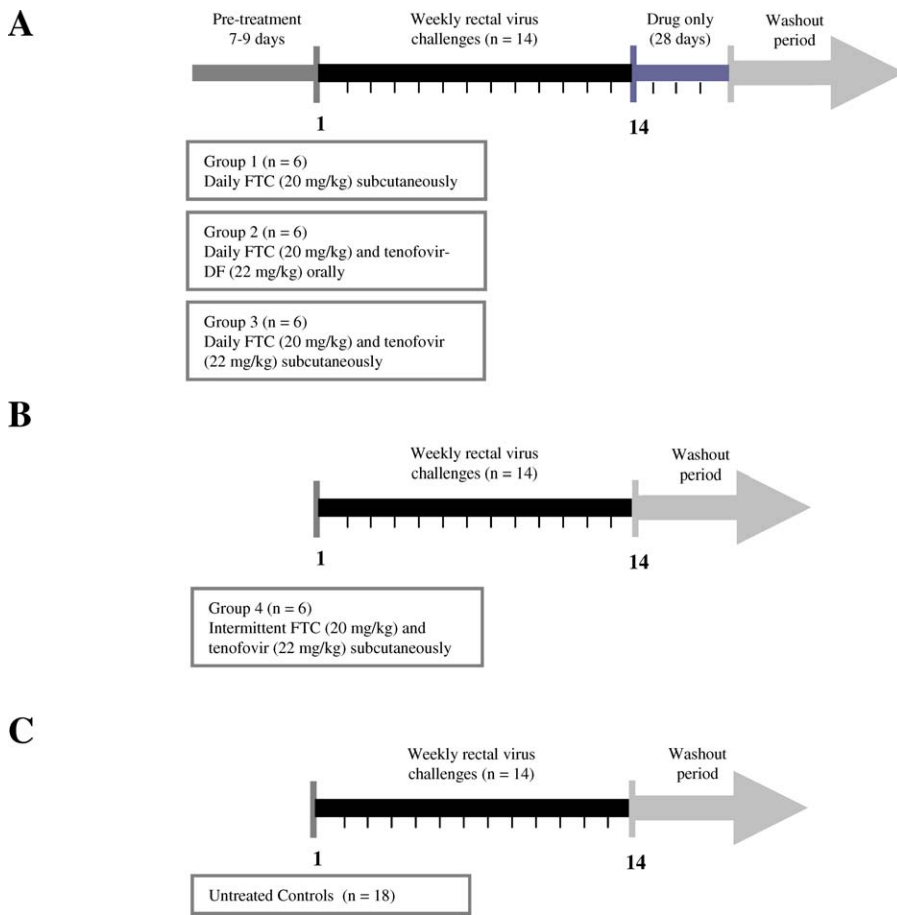 A
Pre-treatment
7-9 days
Weekly rectal virus
challenges (n = 14)
Drug only
(28 days)
Washout
period
1
14
Group 1 (n = 6)
Daily FTC (20 mg/kg) subcutaneously
Group 2 (n = 6)
Daily FTC (20 mg/kg) and tenofovir-
DF (22 mg/kg) orally
Group 3 (n = 6)
Daily FTC (20 mg/kg) and tenofovir
(22 mg/kg) subcutaneously
B
Weekly rectal virus
challenges (n = 14)
Washout
period
1
14
Group 4 (n = 6)
Intermittent FTC (20 mg/kg) and
tenofovir (22 mg/kg) subcutaneously
C
Weekly rectal virus
challenges (n = 14)
Washout
period
1
14
Untreated Controls (n = 18)